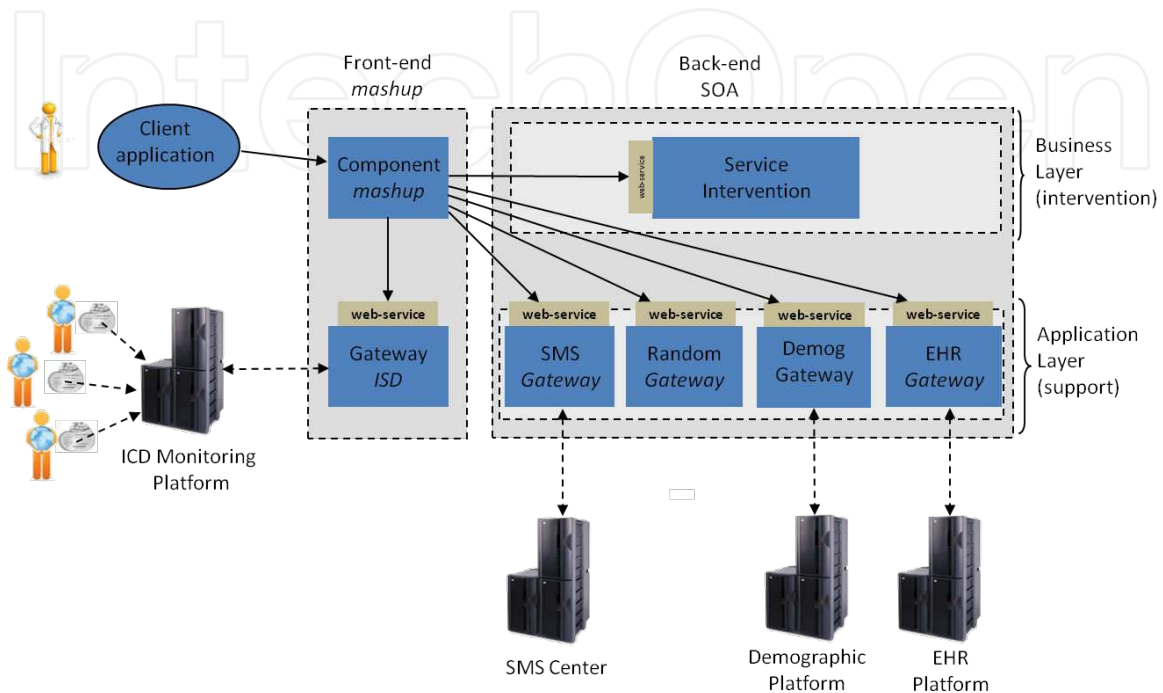 IntechOpen
Front-end
mashup
Back-end
SOA
Client
application
Component
mashup
web-service
Service
Intervention
Business
Layer
(intervention)
web-service
Gateway
ISD
web-service
SMS
Gateway
web-service
Random
Gateway
web-service
Demog
Gateway
web-service
EHR
Gateway
Application
Layer
(support)
ICD Monitoring
Platform
SMS Center
Demographic
Platform
EHR
Platform